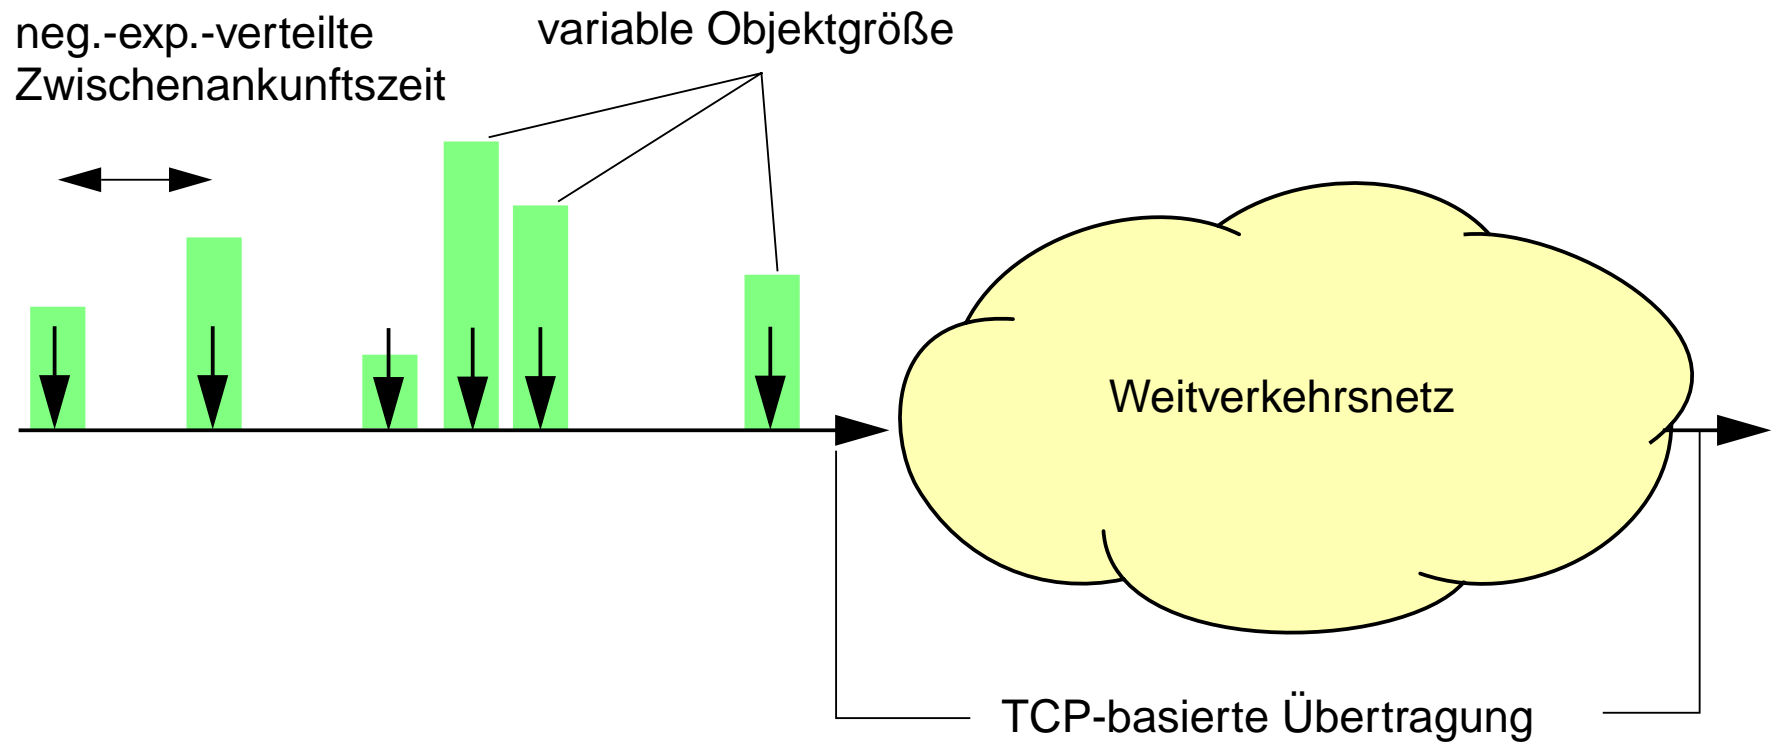 neg.-exp.-verteilte
Zwischenankunftszeit
variable Objektgröße
Weitverkehrsnetz
TCP-basierte Übertragung